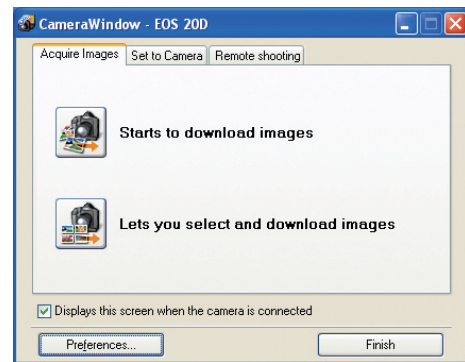 CameraWindow - EOS 20D
Acquire Images Set to Camera Remote shooting
Starts to download images
Lets you select and download images
Displays this screen when the camera is connected
Preferences... Finish